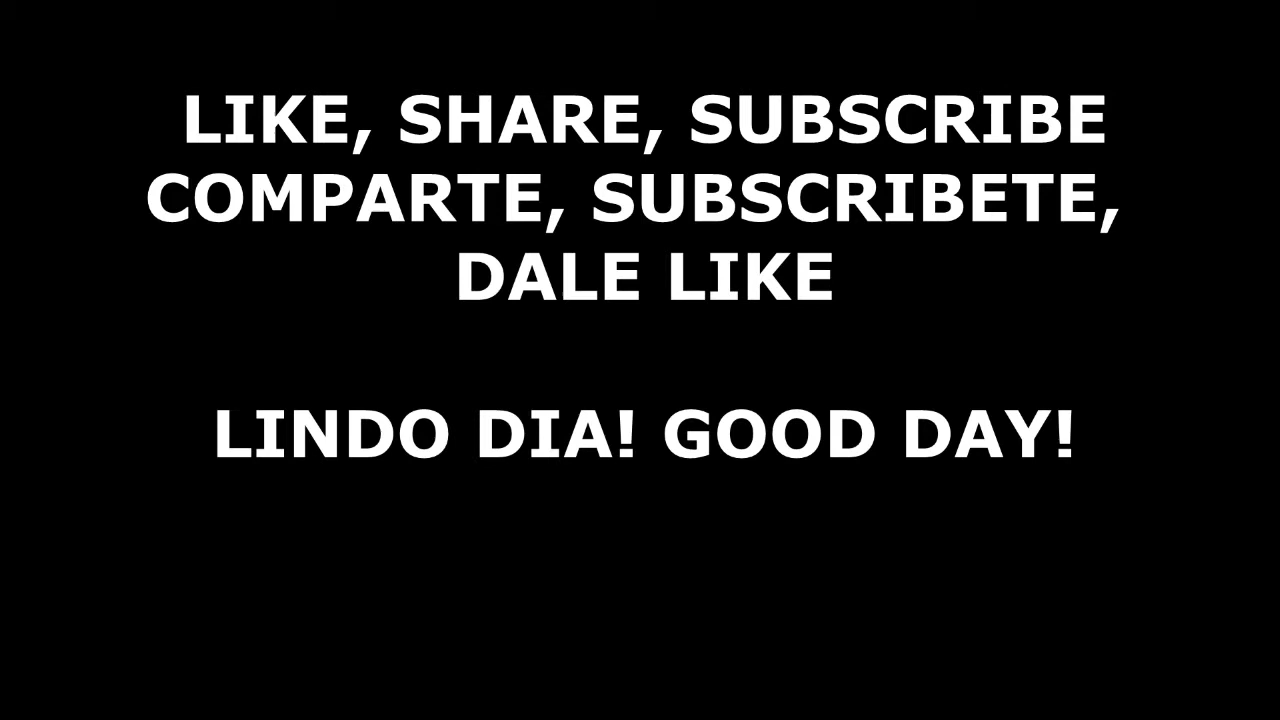 LIKE, SHARE, SUBSCRIBE
COMPARTE, SUBSCRIBETE,
DALE LIKE
LINDO DIA! GOOD DAY!